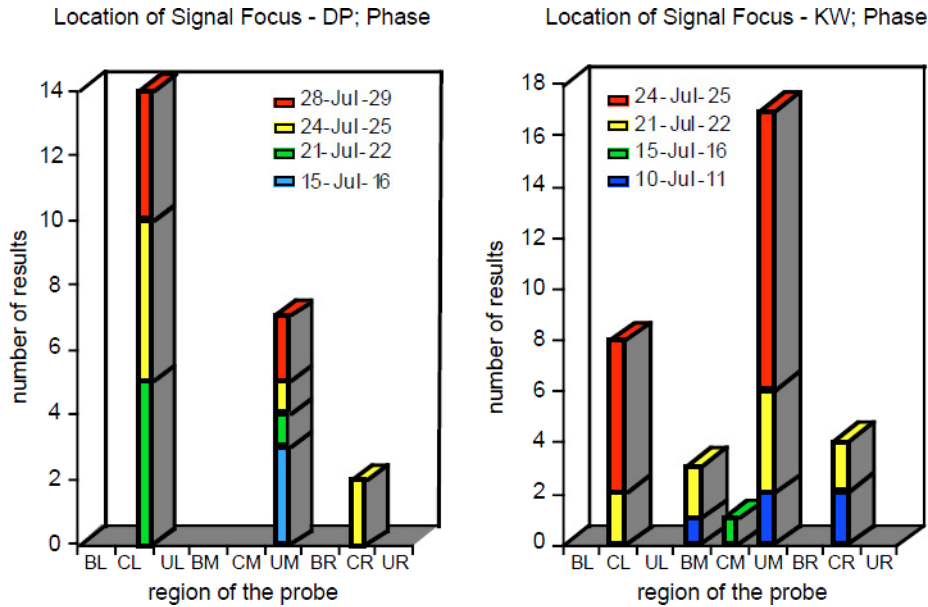 Location of Signal Focus - DP; Phase
14
12
10
8
6
4
2
0
number of results
28-Jul-29
24-Jul-25
21-Jul-22
15-Jul-16
BL CL UL BM CM UM BR CR UR
region of the probe
Location of Signal Focus - KW; Phase
18
16
14
12
10
8
6
4
2
0
number of results
24-Jul-25
21-Jul-22
15-Jul-16
10-Jul-11
BL CL UL BM CM UM BR CR UR
region of the probe